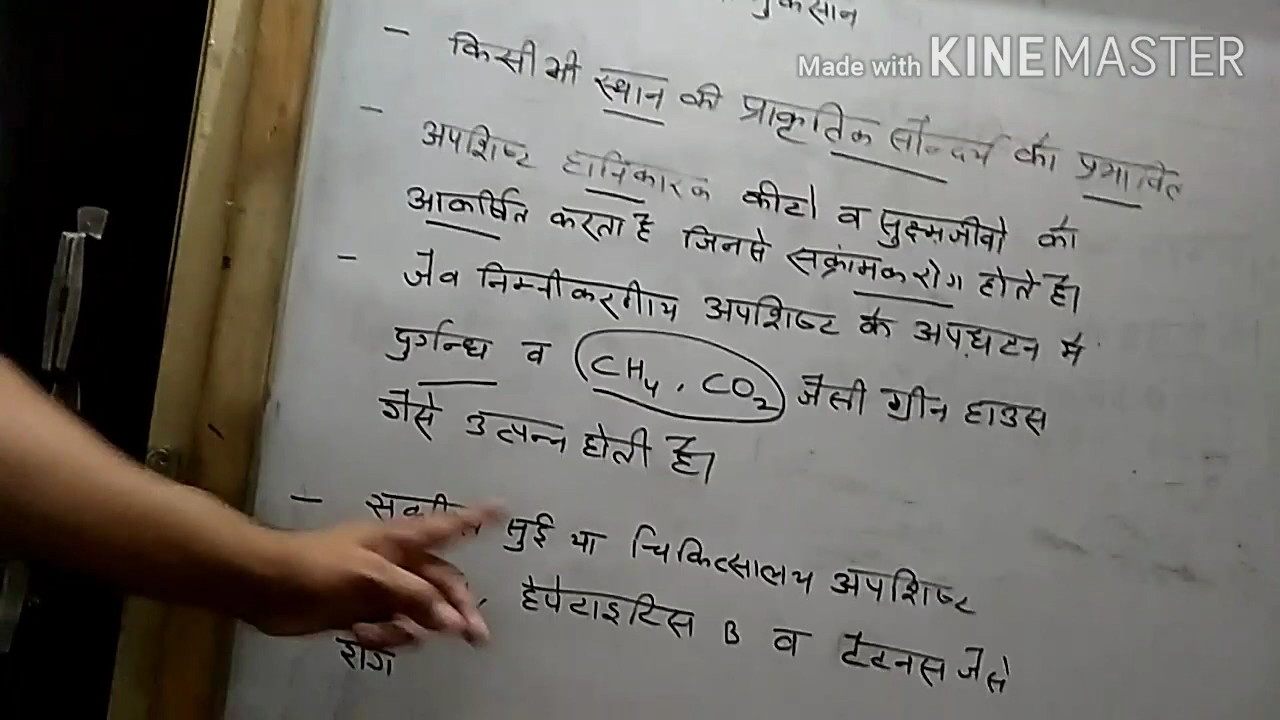 नुकसान
Made with KINEMASTER
- किसी भी स्थान की प्राकृतिक सौन्दर्य को प्रभावित
- अपशिष्ट हानिकारक कीटो व सुक्ष्मजीवो को
आकर्षित करता है जिनसे सक्रांमक रोग होते है।
- जैव निम्नीकरणीय अपशिष्ट के अपघटन मे
दुर्गन्धि व CH4, CO2 जैसी ग्रीन हाउस
गैसे उत्पन्न होती है।
- सुई या चिकित्सालय अपशिष्ट
हैपेटाइटिस B व टेटनस जैसे
रोग